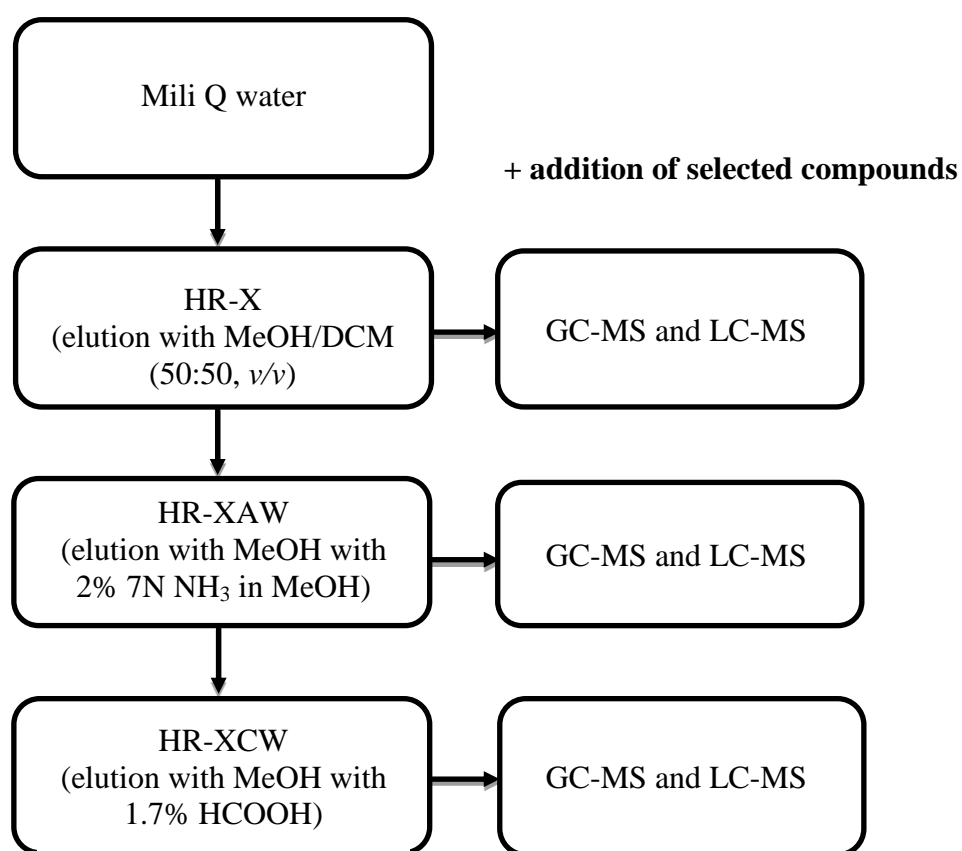 Mili Q water
+ addition of selected compounds
HR-X
(elution with MeOH/DCM
(50:50, v/v)
GC-MS and LC-MS
HR-XAW
(elution with MeOH with
2% 7N NH₃ in MeOH)
GC-MS and LC-MS
HR-XCW
(elution with MeOH with
1.7% HCOOH)
GC-MS and LC-MS